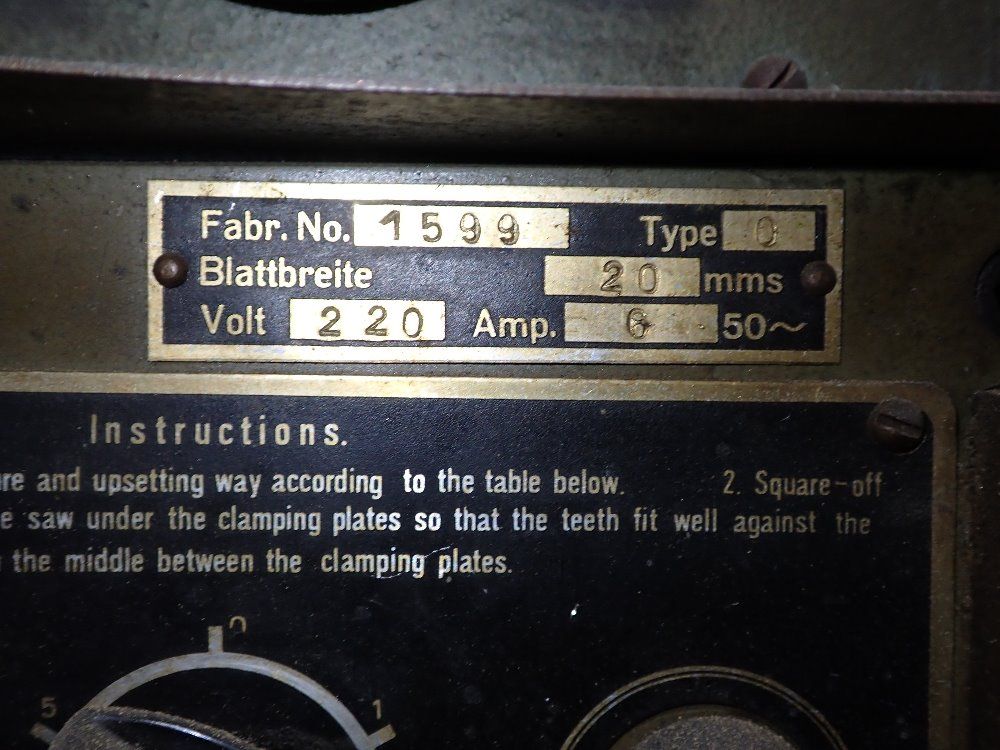 Fabr. No. 1599 Type 0
Blattbreite 20 mms
Volt 220 Amp. 6 50~
Instructions.
and upsetting way according to the table below. 2. Square-off
saw under the clamping plates so that the teeth fit well against the
the middle between the clamping plates.
0
5 1